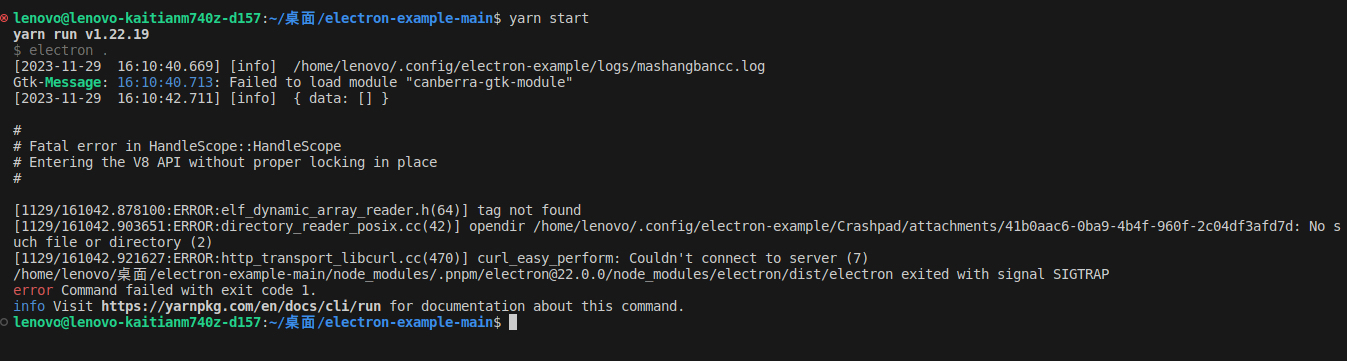 lenovo@lenovo-kaitianm740z-d157:~/桌面/electron-example-main$ yarn start
yarn run v1.22.19
$ electron .
[2023-11-29  16:10:40.669] [info]  /home/lenovo/.config/electron-example/logs/mashangbancc.log
Gtk-Message: 16:10:40.713: Failed to load module "canberra-gtk-module"
[2023-11-29  16:10:42.711] [info]  { data: [] }
#
# Fatal error in HandleScope::HandleScope
# Entering the V8 API without proper locking in place
#
[1129/161042.878100:ERROR:elf_dynamic_array_reader.h(64)] tag not found
[1129/161042.903651:ERROR:directory_reader_posix.cc(42)] opendir /home/lenovo/.config/electron-example/Crashpad/attachments/41b0aac6-0ba9-4b4f-960f-2c04df3afd7d: No s
uch file or directory (2)
[1129/161042.921627:ERROR:http_transport_libcurl.cc(470)] curl_easy_perform: Couldn't connect to server (7)
/home/lenovo/桌面/electron-example-main/node_modules/.pnpm/electron@22.0.0/node_modules/electron/dist/electron exited with signal SIGTRAP
error Command failed with exit code 1.
info Visit https://yarnpkg.com/en/docs/cli/run for documentation about this command.
lenovo@lenovo-kaitianm740z-d157:~/桌面/electron-example-main$